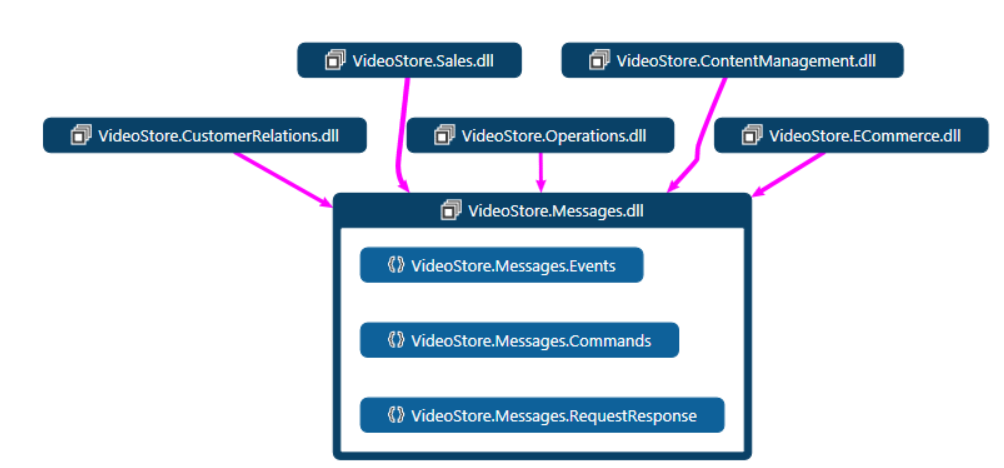 VideoStore.Sales.dll
VideoStore.ContentManagement.dll
VideoStore.CustomerRelations.dll
VideoStore.Operations.dll
VideoStore.ECommerce.dll
VideoStore.Messages.dll
VideoStore.Messages.Events
VideoStore.Messages.Commands
VideoStore.Messages.RequestResponse